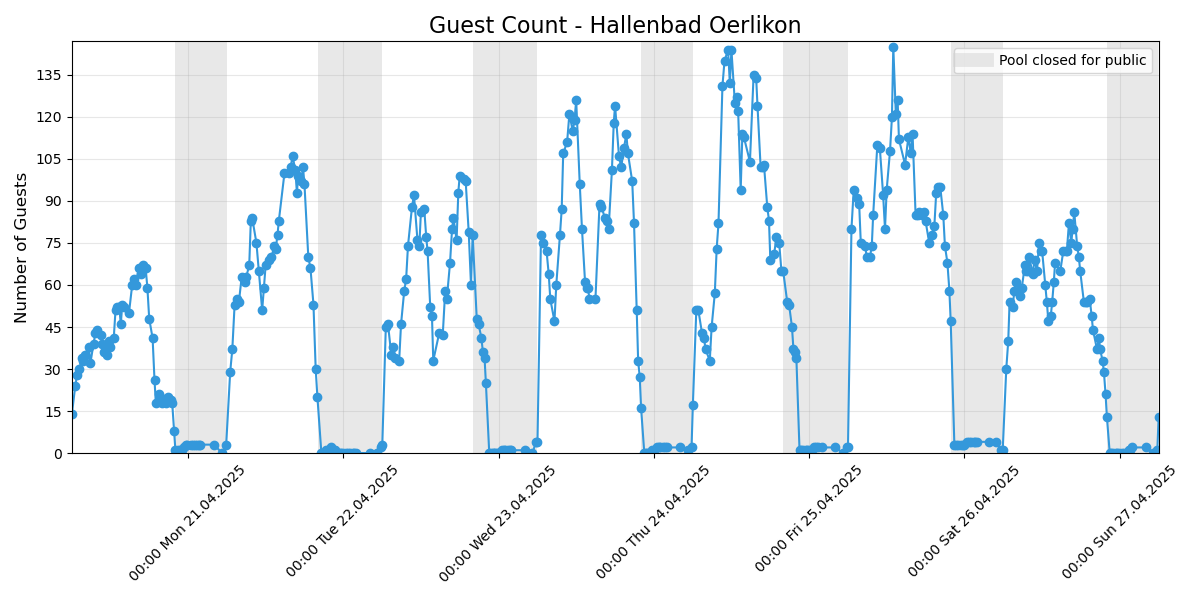 Guest Count - Hallenbad Oerlikon
Pool closed for public
Number of Guests
135
120
105
90
75
60
45
30
15
0
00:00 Mon 21.04.2025
00:00 Tue 22.04.2025
00:00 Wed 23.04.2025
00:00 Thu 24.04.2025
00:00 Fri 25.04.2025
00:00 Sat 26.04.2025
00:00 Sun 27.04.2025